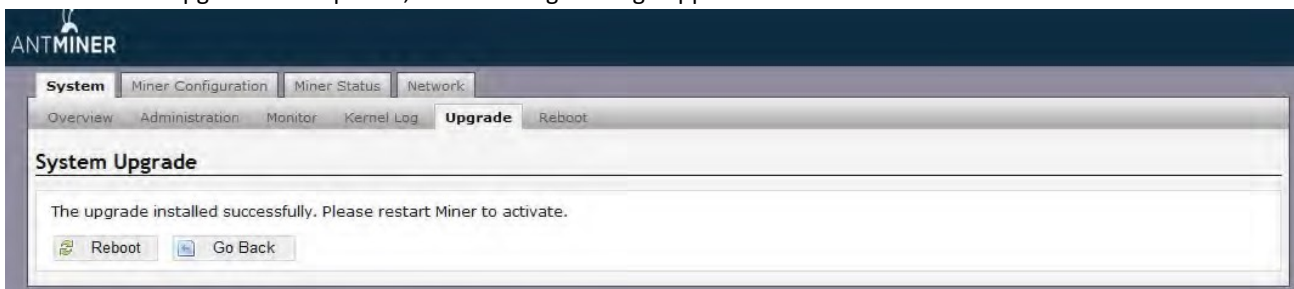 ANTMINER
System Miner Configuration Miner Status Network
Overview Administration Monitor Kernel Log Upgrade Reboot
System Upgrade
The upgrade installed successfully. Please restart Miner to activate.
Reboot Go Back